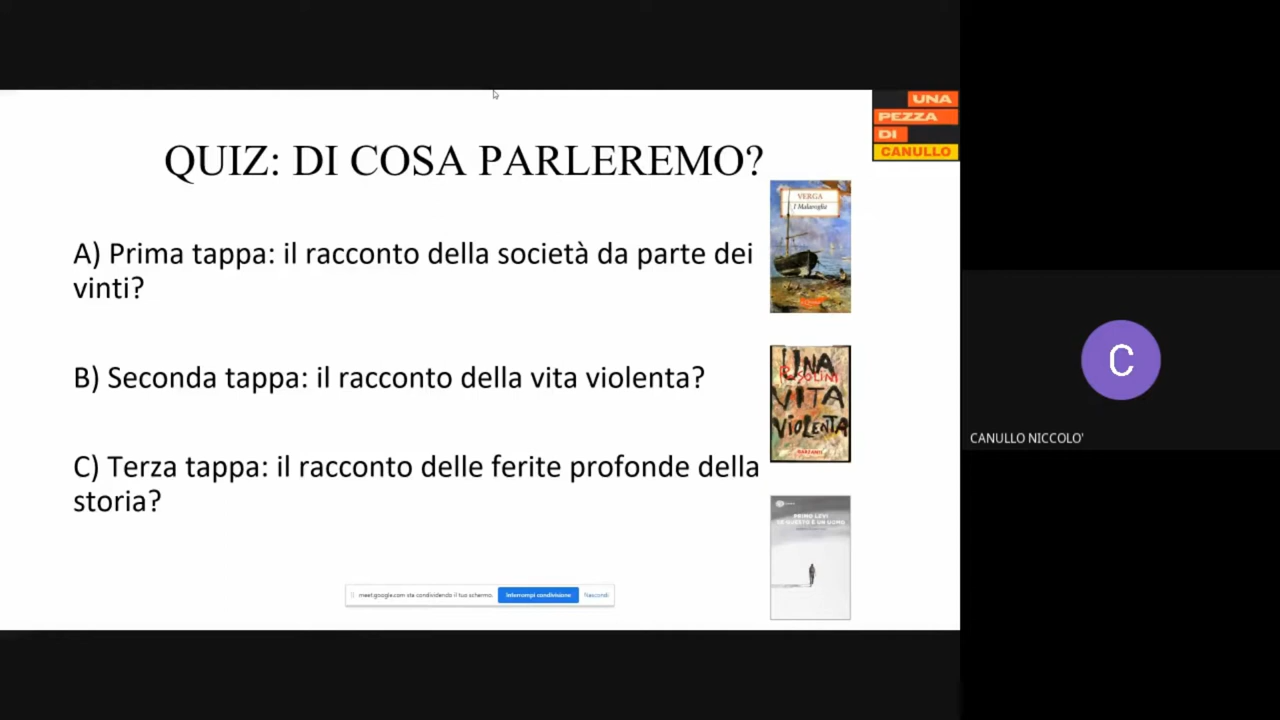 UNA
PEZZA
DI
CANULLO
QUIZ: DI COSA PARLEREMO?
VERGA
I Malavoglia
A) Prima tappa: il racconto della società da parte dei
vinti?
UNA
PASOLINI
VITA
VIOLENTA
GARZANTI
B) Seconda tappa: il racconto della vita violenta?
C) Terza tappa: il racconto delle ferite profonde della
storia?
PRIMO LEVI
SE QUESTO È UN UOMO
meet.google.com sta condividendo il tuo schermo.
Interrompi condivisione
Nascondi
C
CANULLO NICCOLO'